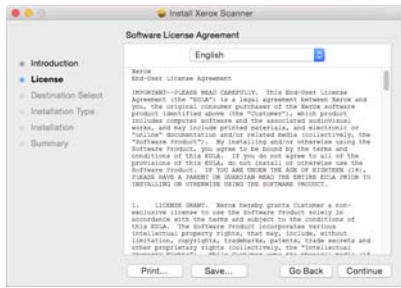 Install Xerox Scanner
Software License Agreement
English
Introduction
License
Destination Select
Installation Type
Installation
Summary
Xerox
End-User License Agreement
IMPORTANT--PLEASE READ CAREFULLY. This End-User License
Agreement (the "EULA") is a legal agreement between Xerox and
you, the original consumer purchaser of the Xerox software
product identified above (the "Customer"), which product
includes computer software and the associated audiovisual
works, and may include printed materials, and electronic or
"online" documentation and/or related media (collectively, the
"Software Product"). By installing and/or otherwise using the
Software Product, you agree to be bound by the terms and
conditions of this EULA. If you do not agree to all of the
provisions of this EULA, do not install or otherwise use the
Software Product. IF YOU ARE UNDER THE AGE OF EIGHTEEN (18),
PLEASE HAVE A PARENT OR GUARDIAN READ THE ENTIRE EULA PRIOR TO
INSTALLING OR OTHERWISE USING THE SOFTWARE PRODUCT.
1. LICENSE GRANT. Xerox hereby grants Customer a non-
exclusive license to use the Software Product solely in
accordance with the terms and subject to the conditions of
this EULA. The Software Product incorporates various
intellectual property rights, that may, include, without
limitation, copyrights, trademarks, patents, trade secrets and
other proprietary rights (collectively, the "Intellectual
Print...
Save...
Go Back
Continue